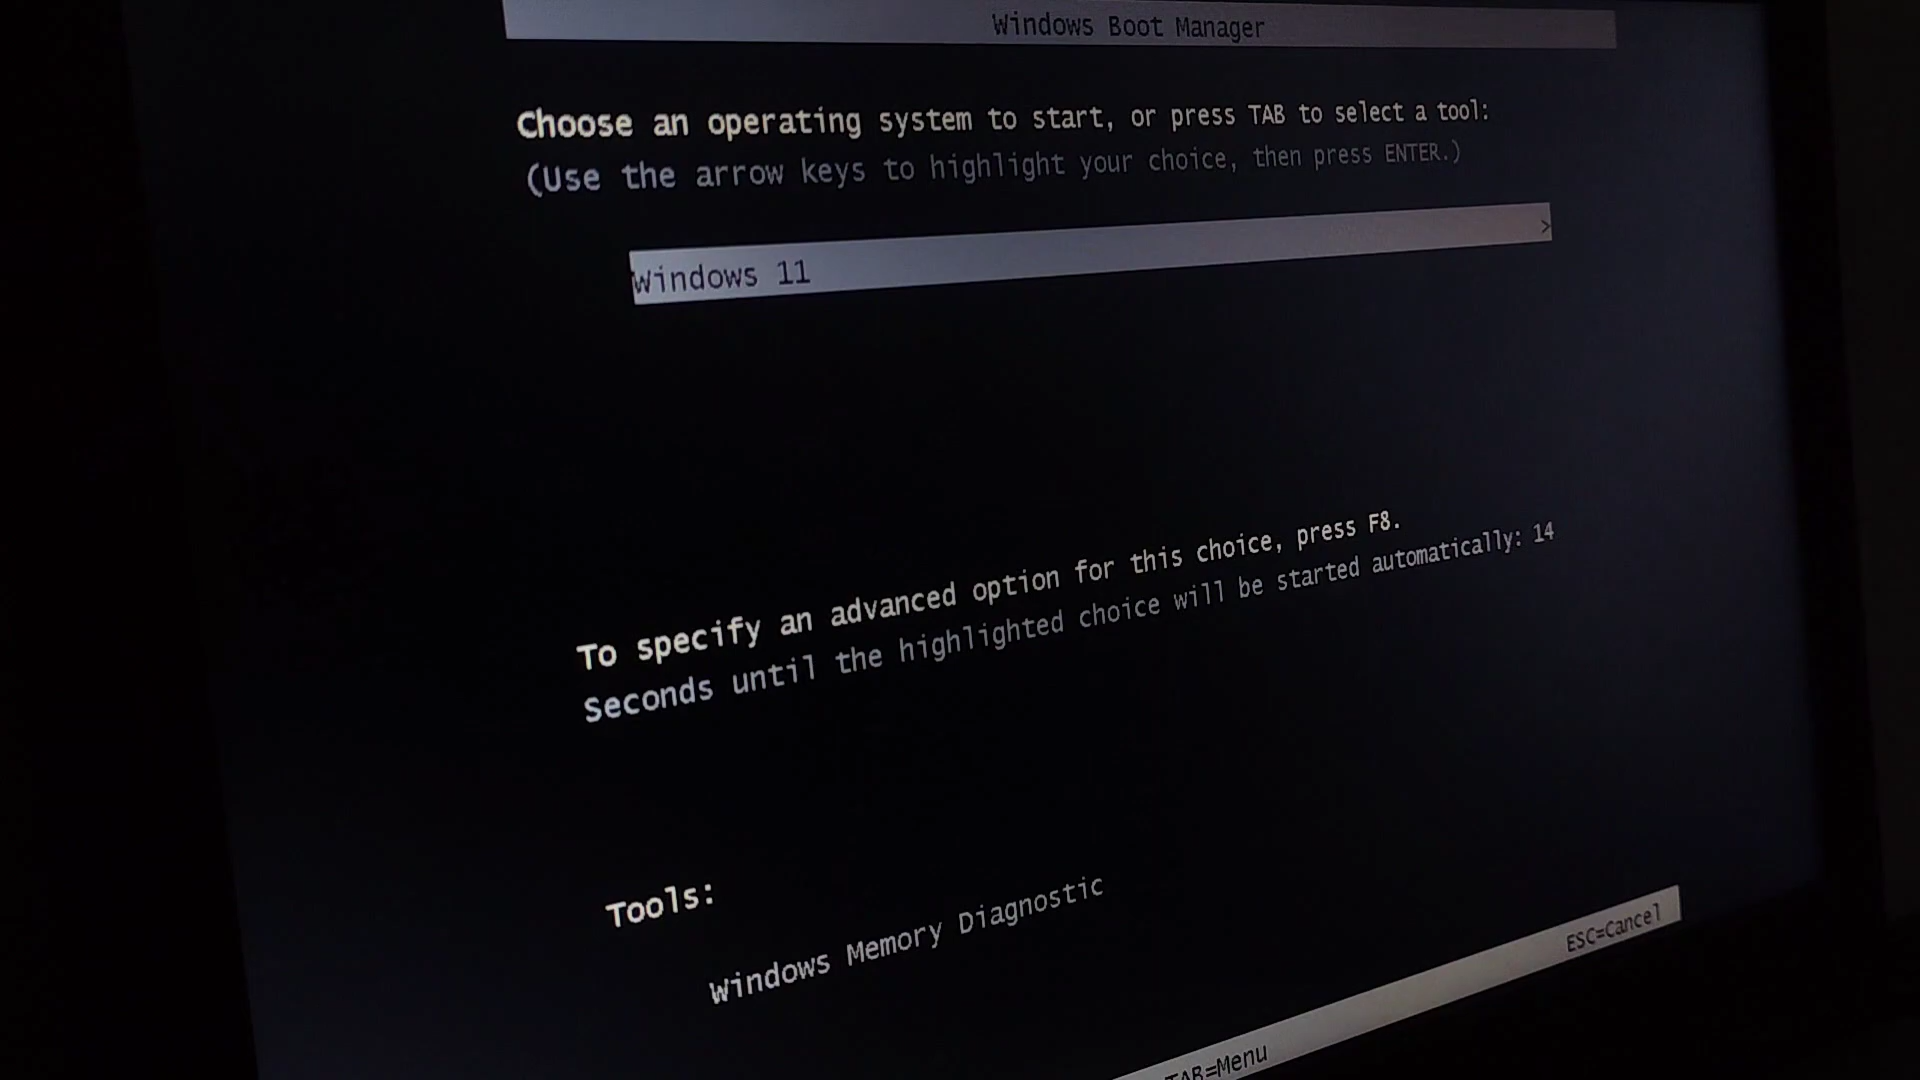 Windows Boot Manager
Choose an operating system to start, or press TAB to select a tool:
(Use the arrow keys to highlight your choice, then press ENTER.)
Windows 11 >
To specify an advanced option for this choice, press F8.
Seconds until the highlighted choice will be started automatically: 14
Tools:
Windows Memory Diagnostic
TAB=Menu ESC=Cancel